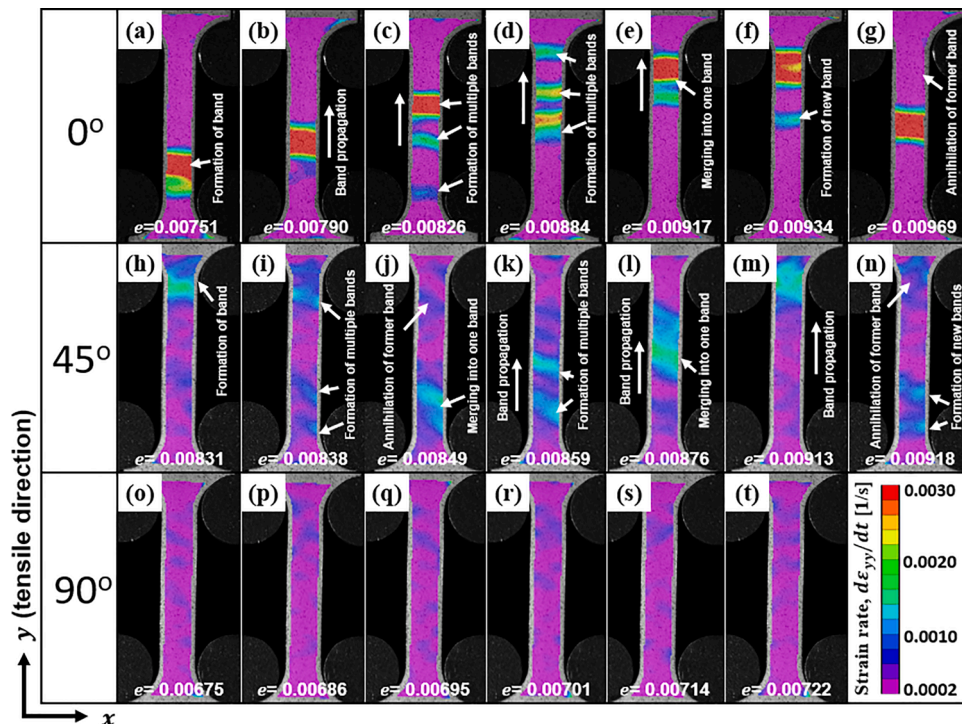 (a)
Formation of band
e=0.00751
(b)
Band propagation
e=0.00790
(c)
Formation of multiple bands
e=0.00826
(d)
Formation of multiple bands
e=0.00884
(e)
Merging into one band
e=0.00917
(f)
Formation of new band
e=0.00934
(g)
Annihilation of former band
e=0.00969
0°
(h)
Formation of band
e= 0.00831
(i)
Formation of multiple bands
e= 0.00838
(j)
Annihilation of former band
Merging into one band
e= 0.00849
(k)
Band propagation
Formation of multiple bands
e= 0.00859
(l)
Band propagation
Merging into one band
e= 0.00876
(m)
Band propagation
e= 0.00913
(n)
Annihilation of former band
Formation of new bands
e= 0.00918
45°
(o)
e= 0.00675
(p)
e= 0.00686
(q)
e= 0.00695
(r)
e= 0.00701
(s)
e= 0.00714
(t)
e= 0.00722
90°
Strain rate, dε_yy/dt [1/s]
0.0030
0.0020
0.0010
0.0002
y (tensile direction)
x